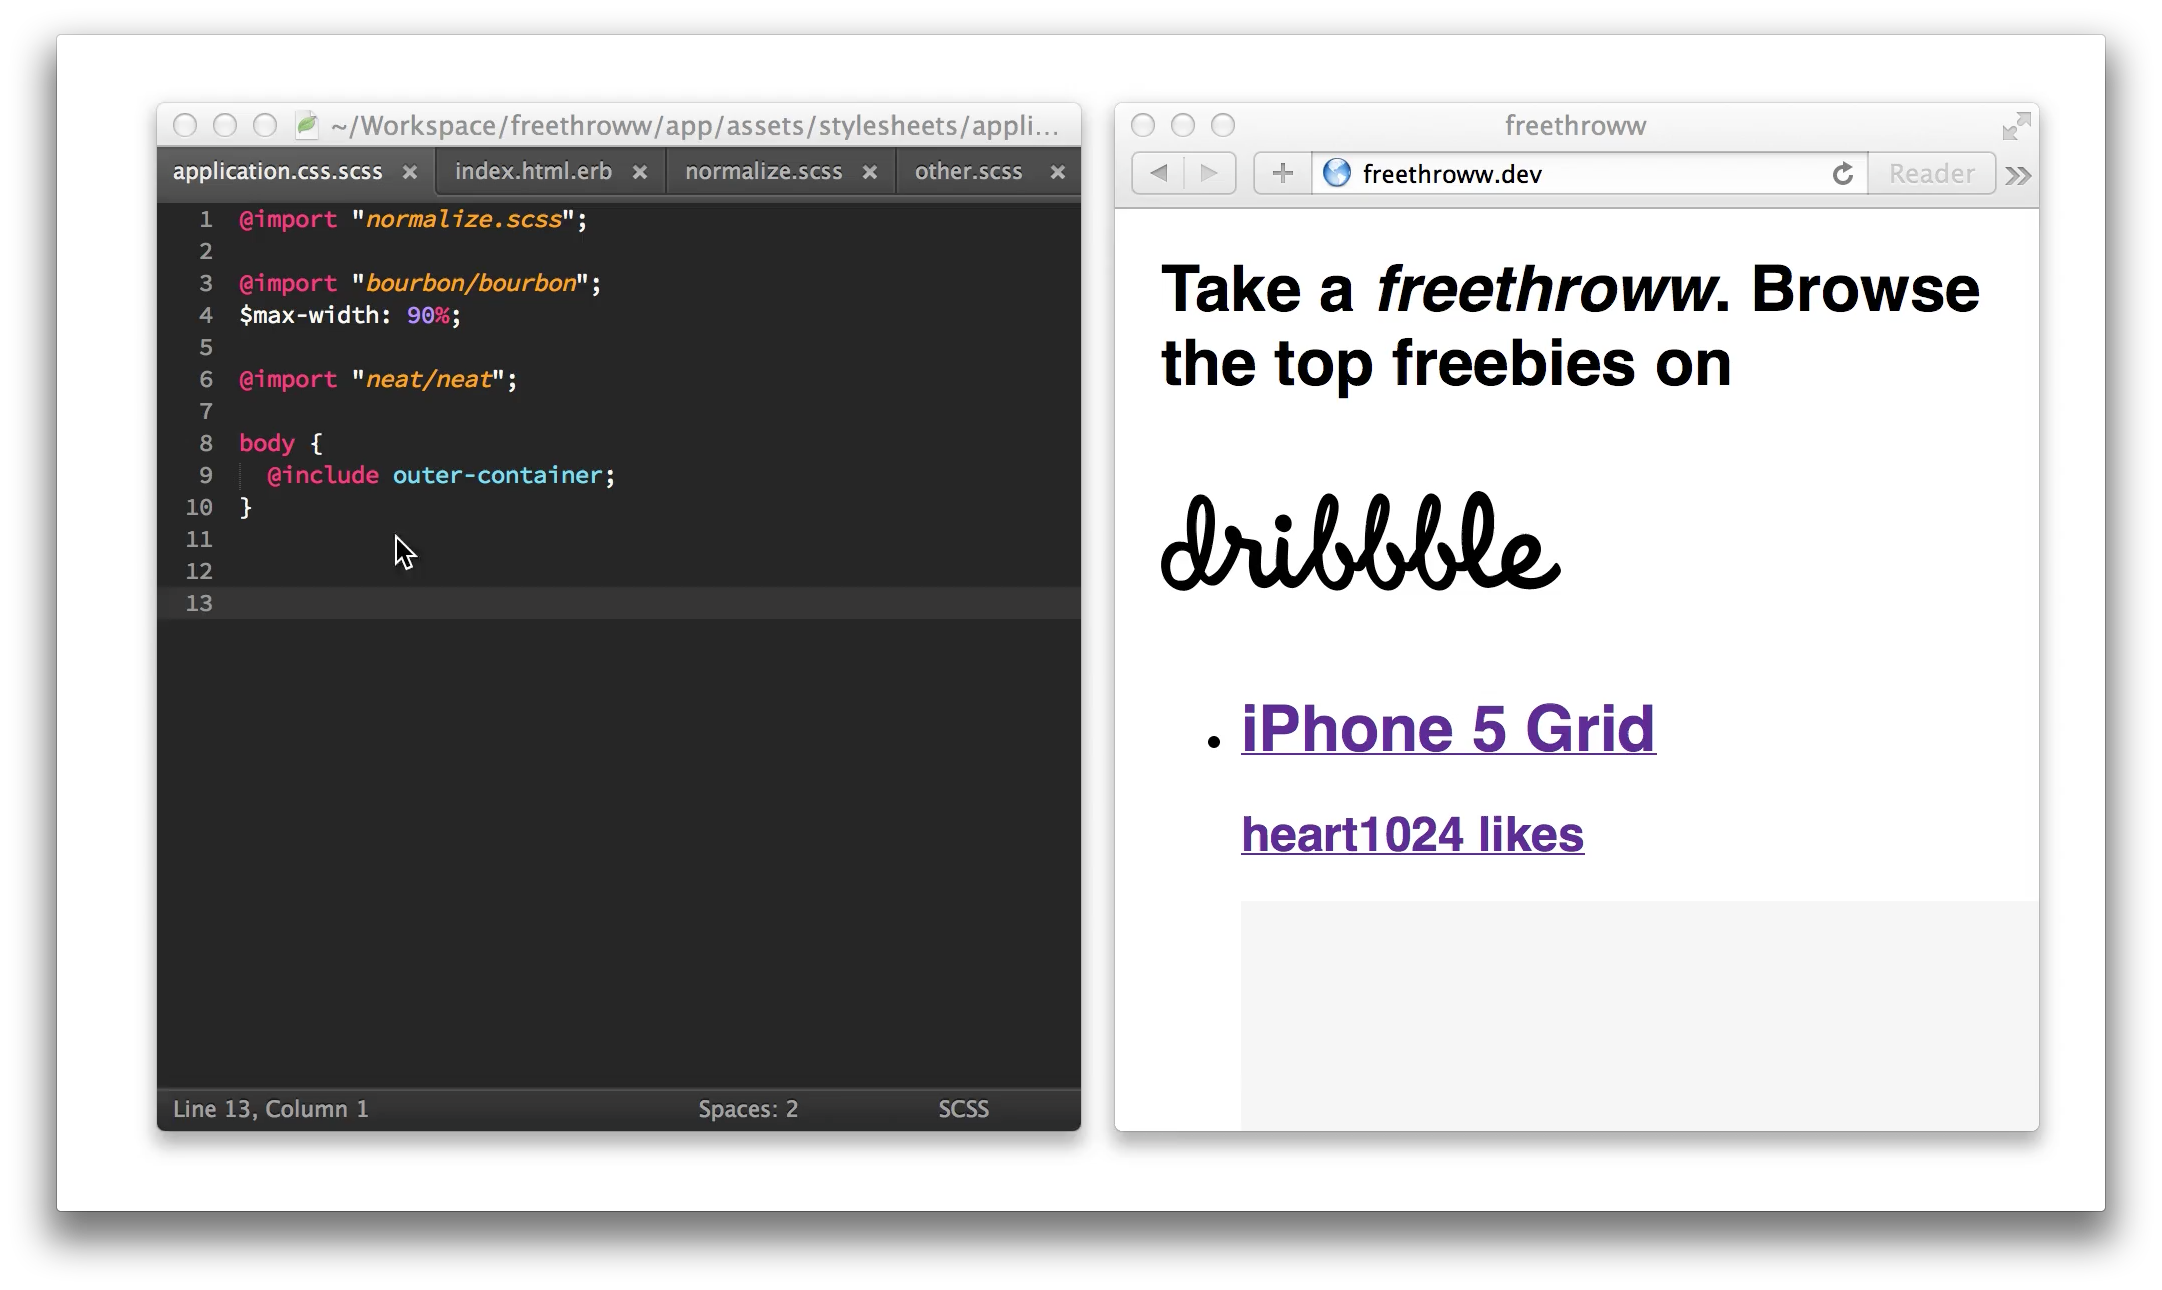 ~/Workspace/freethroww/app/assets/stylesheets/appli...
application.css.scss × index.html.erb × normalize.scss × other.scss ×
1 @import "normalize.scss";
2
3 @import "bourbon/bourbon";
4 $max-width: 90%;
5
6 @import "neat/neat";
7
8 body {
9 @include outer-container;
10 }
11
12
13
Line 13, Column 1 Spaces: 2 SCSS
freethroww
freethroww.dev Reader
Take a freethroww. Browse
the top freebies on
dribbble
• iPhone 5 Grid
heart1024 likes